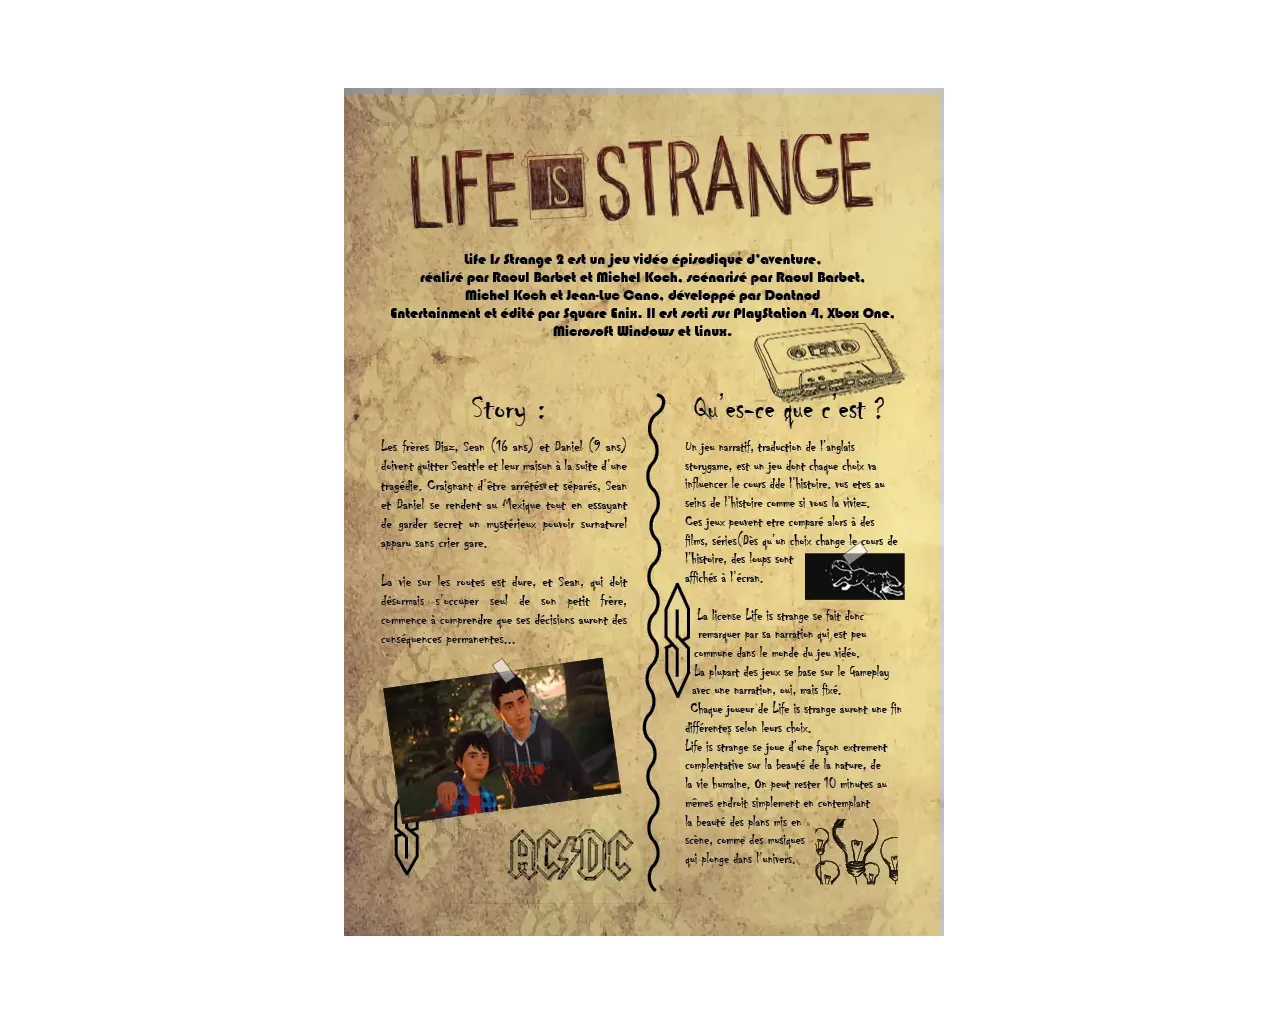 LIFE IS STRANGE
Life Is Strange 2 est un jeu vidéo épisodique d'aventure,
réalisé par Raoul Barbet et Michel Koch, scénarisé par Raoul Barbet,
Michel Koch et Jean-Luc Cano, développé par Dontnod
Entertainment et édité par Square Enix. Il est sorti sur PlayStation 4, Xbox One,
Microsoft Windows et Linux.
Story :
Les frères Diaz, Sean (16 ans) et Daniel (9 ans)
doivent quitter Seattle et leur maison à la suite d'une
tragédie. Craignant d'être arrêtés et séparés, Sean
et Daniel se rendent au Mexique tout en essayant
de garder secret un mystérieux pouvoir surnaturel
apparu sans crier gare.
La vie sur les routes est dure, et Sean, qui doit
désormais s'occuper seul de son petit frère,
commence à comprendre que ses décisions auront des
conséquences permanentes...
AC/DC
Qu'es-ce que c'est ?
Un jeu narratif, traduction de l'anglais
storygame, est un jeu dont chaque choix va
influencer le cours dde l'histoire, vos etes au
seins de l'histoire comme si vous la viviez.
Ces jeux peuvent etre comparé alors à des
films, séries(Dès qu'un choix change le cours de
l'histoire, des loups sont
affichés à l'écran.
La license Life is strange se fait donc
remarquer par sa narration qui est peu
commune dans le monde du jeu vidéo.
La plupart des jeux se base sur le Gameplay
avec une narration, oui, mais fixé.
Chaque joueur de Life is strange auront une fin
différentes selon leurs choix.
Life is strange se joue d'une façon extrement
complentative sur la beauté de la nature, de
la vie humaine. On peut rester 10 minutes au
mêmes endroit simplement en contemplant
la beauté des plans mis en
scène, comme des musiques
qui plonge dans l'univers.